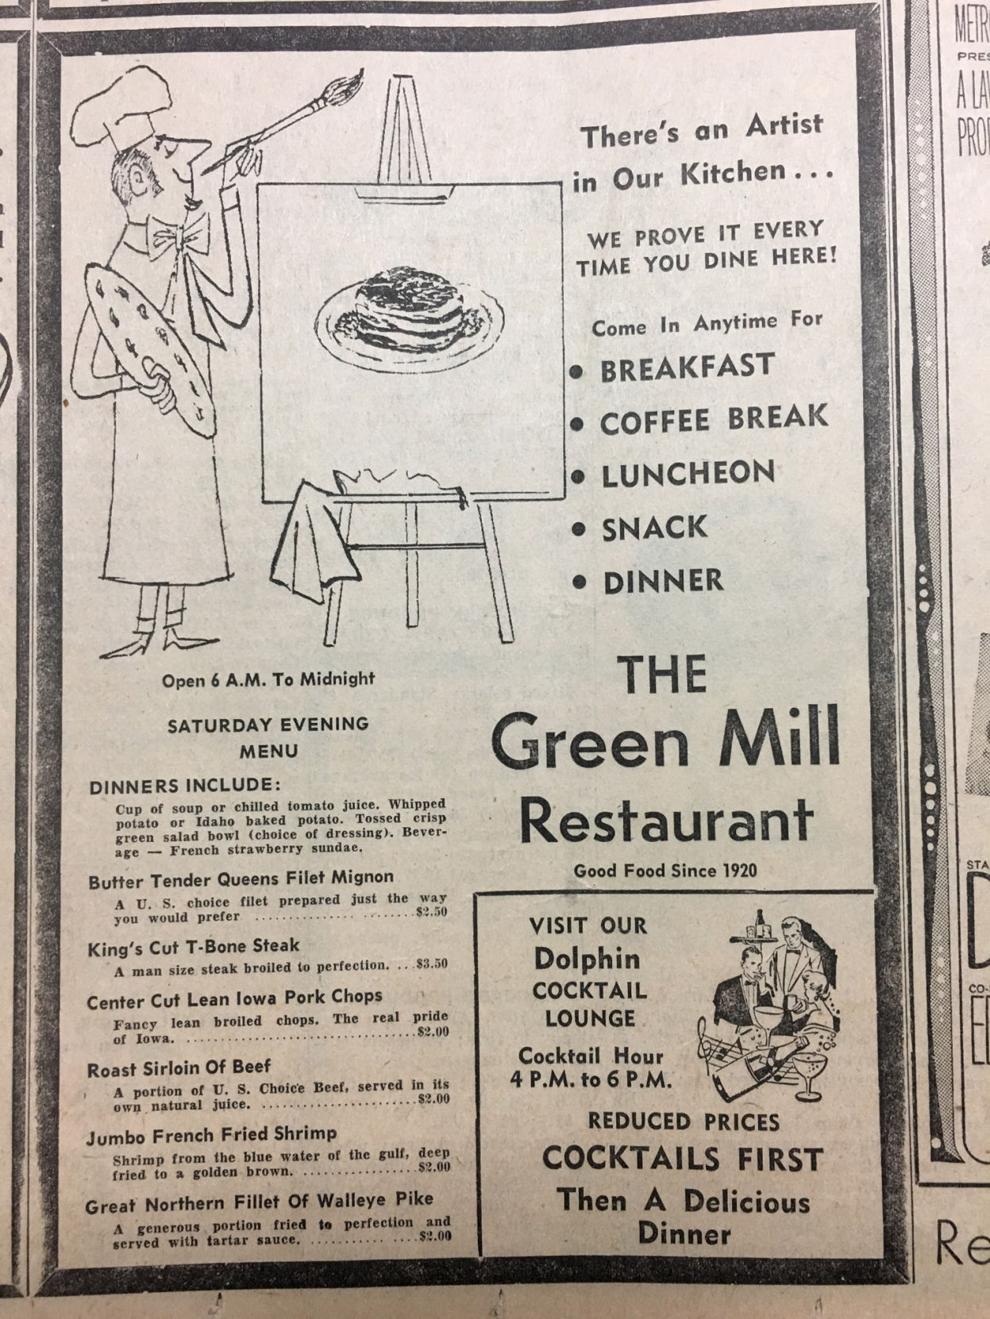 There's an Artist
in Our Kitchen . . .
WE PROVE IT EVERY
TIME YOU DINE HERE!
Come In Anytime For
• BREAKFAST
• COFFEE BREAK
• LUNCHEON
• SNACK
• DINNER
THE
Green Mill
Restaurant
Good Food Since 1920
Open 6 A.M. To Midnight
SATURDAY EVENING
MENU
DINNERS INCLUDE:
Cup of soup or chilled tomato juice. Whipped
potato or Idaho baked potato. Tossed crisp
green salad bowl (choice of dressing). Bever-
age — French strawberry sundae.
Butter Tender Queens Filet Mignon
A U. S. choice filet prepared just the way
you would prefer ...................... $2.50
King's Cut T-Bone Steak
A man size steak broiled to perfection. ... $3.50
Center Cut Lean Iowa Pork Chops
Fancy lean broiled chops. The real pride
of Iowa. .................................. $2.00
Roast Sirloin Of Beef
A portion of U. S. Choice Beef, served in its
own natural juice. ........................ $2.00
Jumbo French Fried Shrimp
Shrimp from the blue water of the gulf, deep
fried to a golden brown. .................. $2.00
Great Northern Fillet Of Walleye Pike
A generous portion fried to perfection and
served with tartar sauce. ................. $2.00
VISIT OUR
Dolphin
COCKTAIL
LOUNGE
Cocktail Hour
4 P.M. to 6 P.M.
REDUCED PRICES
COCKTAILS FIRST
Then A Delicious
Dinner
METR
PRES
A LA
PRO
STA
CO-
Re